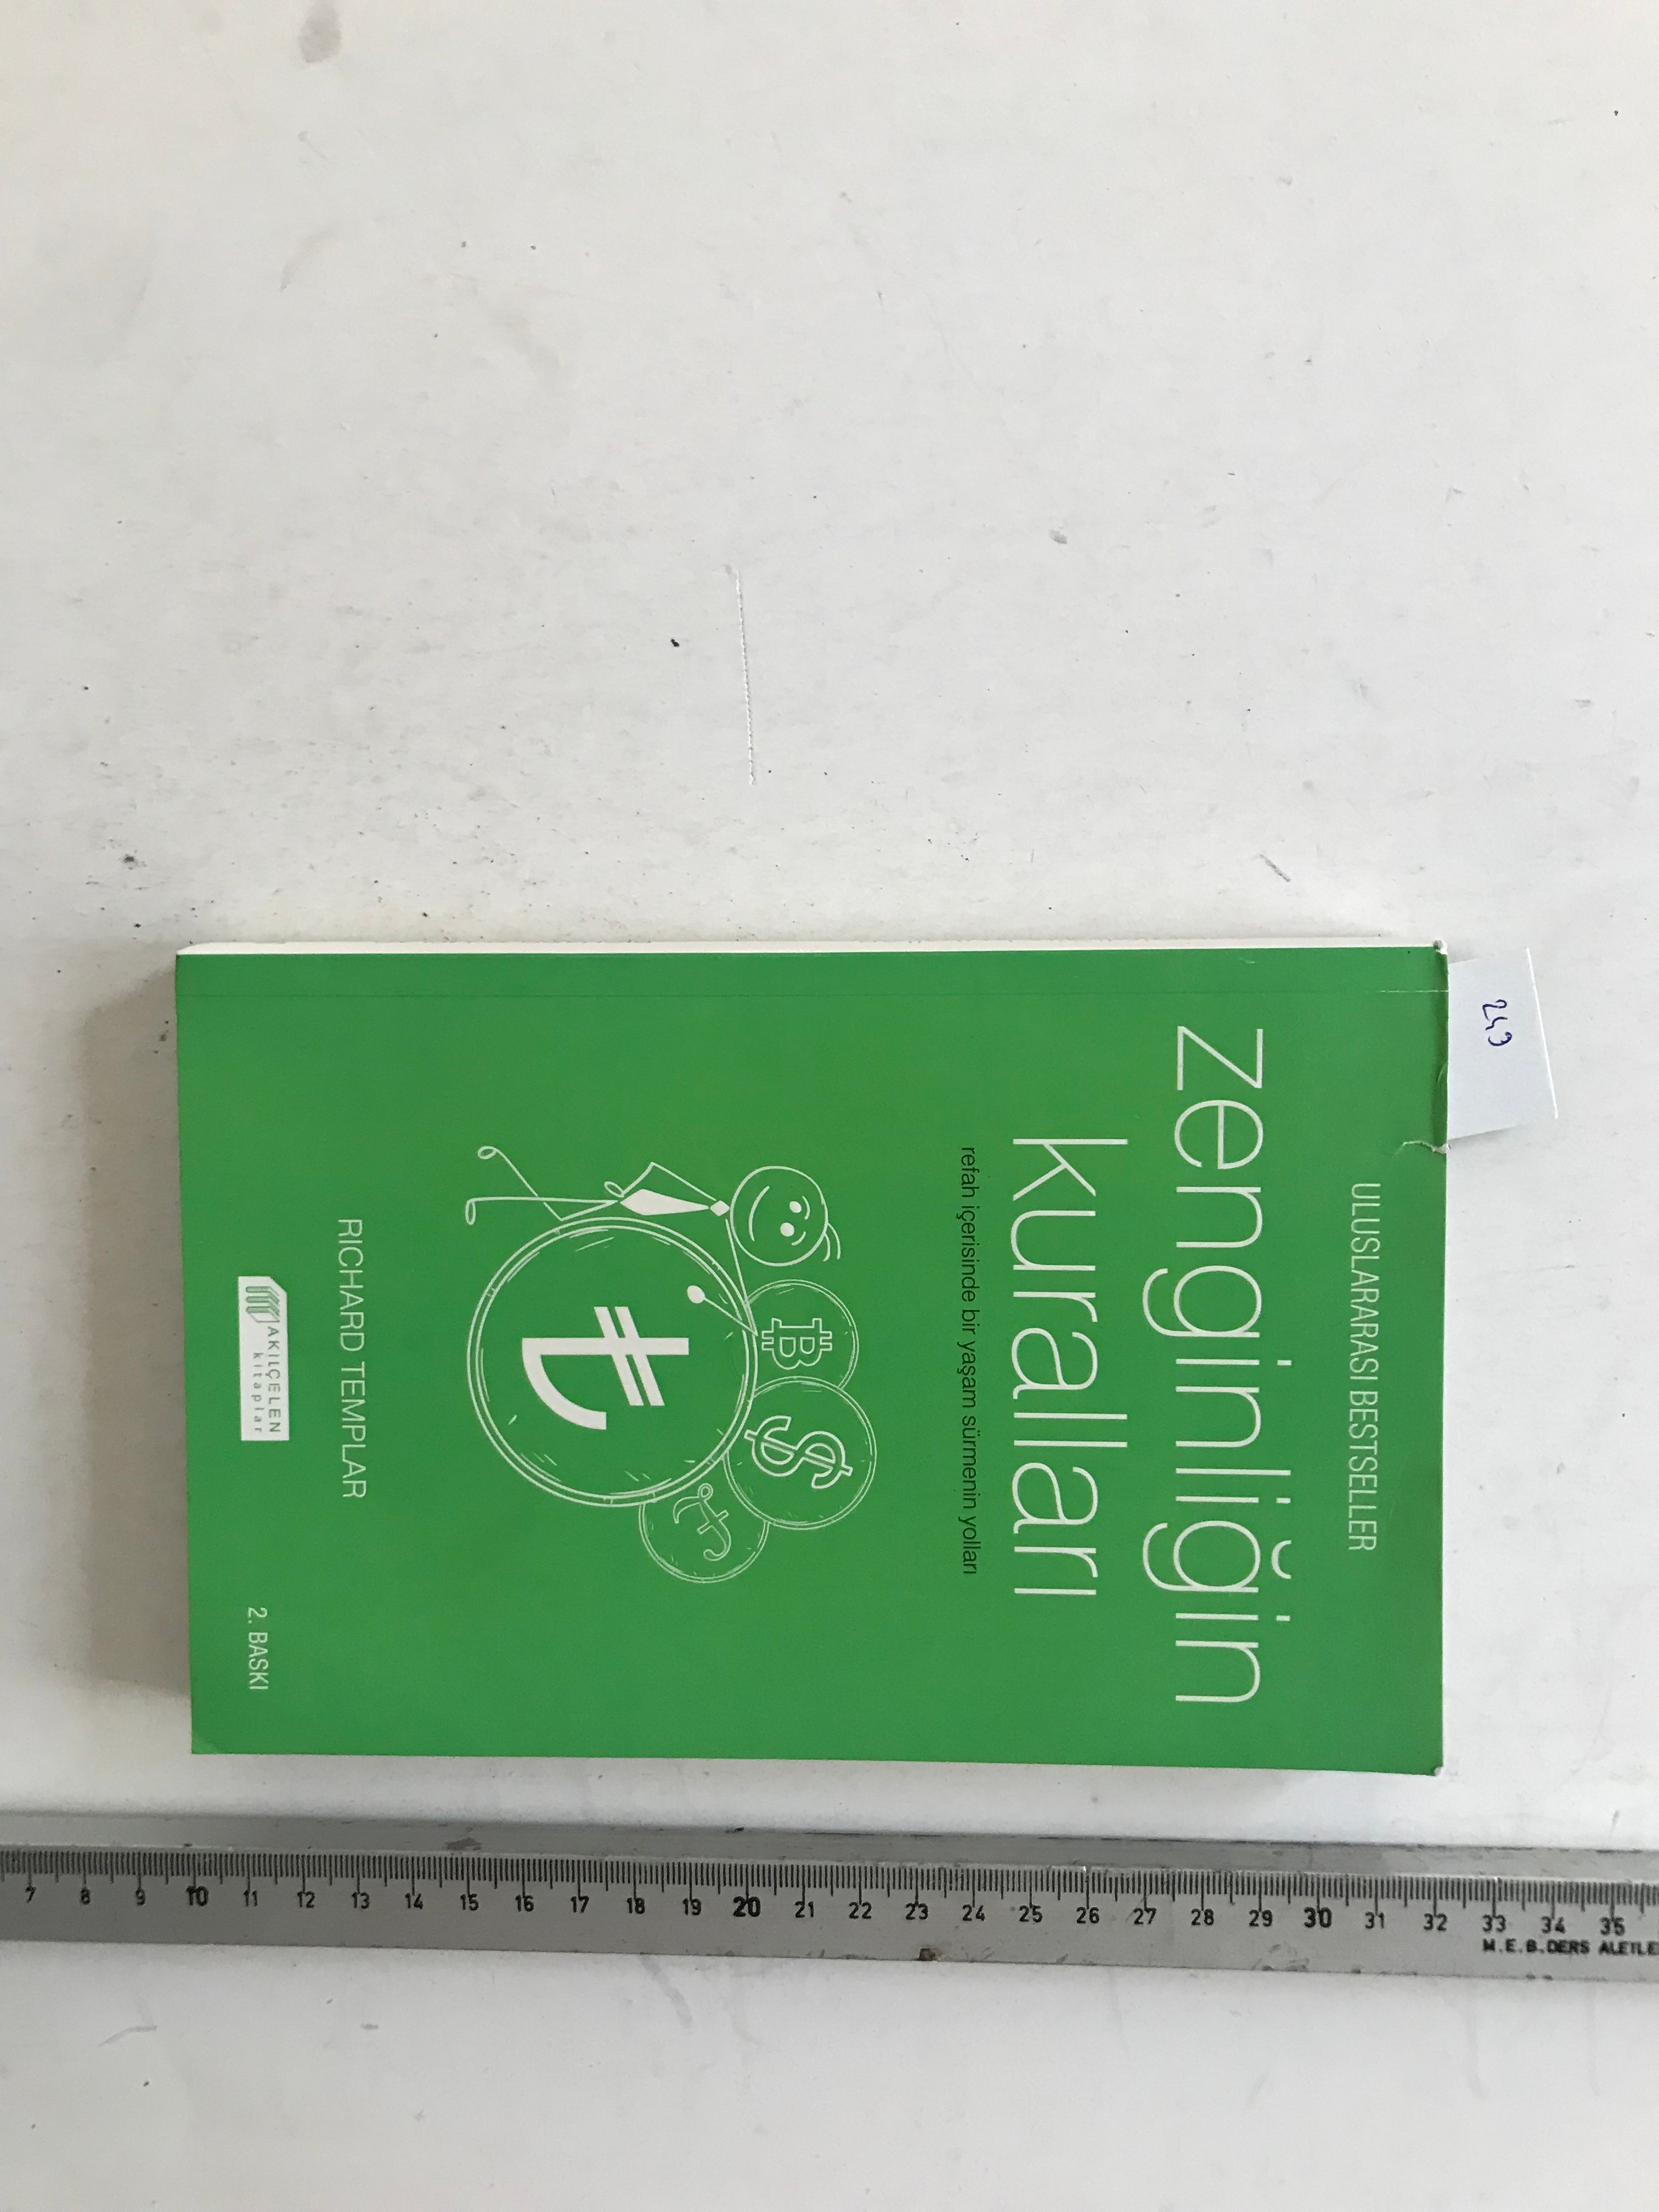 249
ULUSLARARASI BESTSELLER
zenginliğin
kuralları
refah içerisinde bir yaşam sürmenin yolları
RICHARD TEMPLAR
AKILÇELEN
kitaplar
2. BASKI
7 8 9 10 11 12 13 14 15 16 17 18 19 20 21 22 23 24 25 26 27 28 29 30 31 32 33 34 35
M.E.B.DERS ALETLE